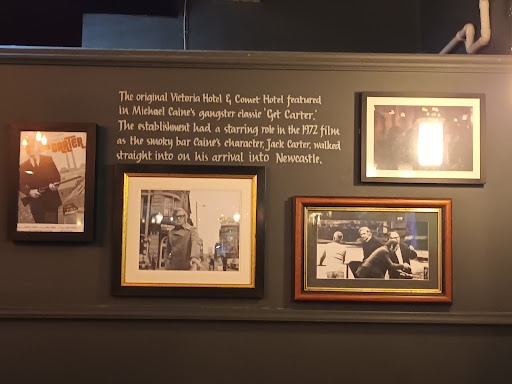 The original Victoria Hotel & Comet Hotel featured
in Michael Caine's gangster classic 'Get Carter.'
The establishment had a starring role in the 1972 film
as the smoky bar Caine's character, Jack Carter, walked
straight into on his arrival into Newcastle.
CARTER